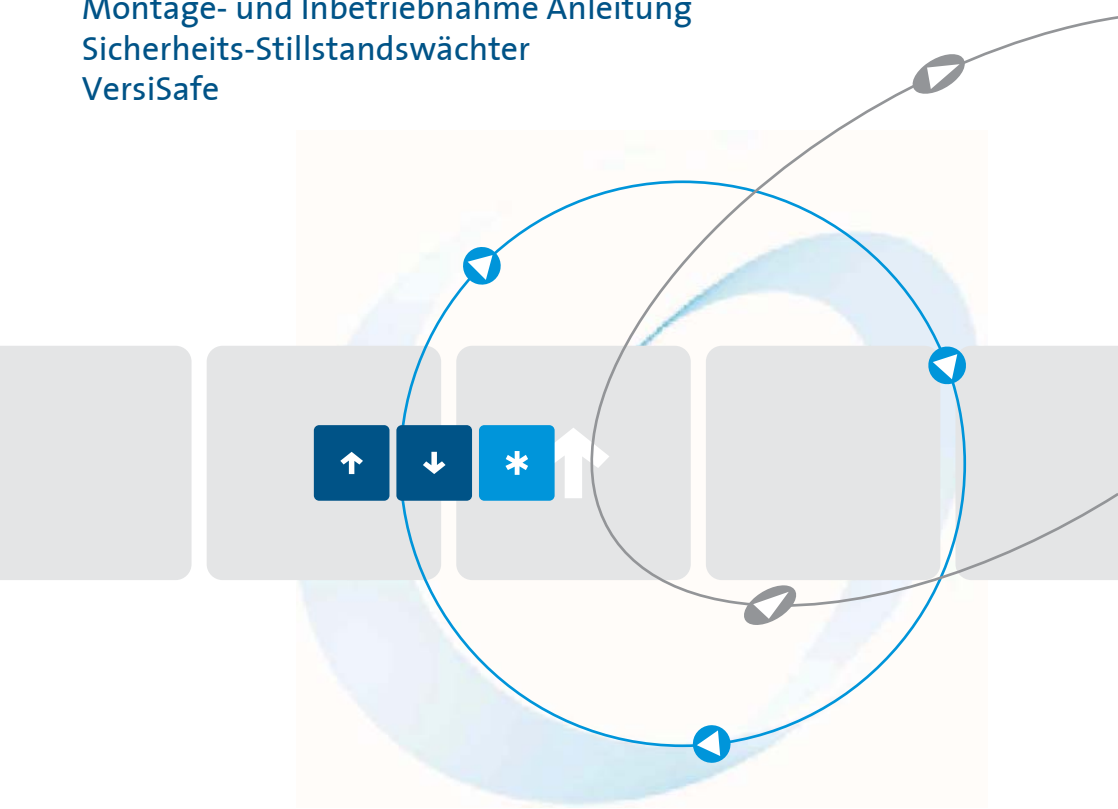 Montage- und Inbetriebnahme Anleitung
Sicherheits-Stillstandswächter
VersiSafe